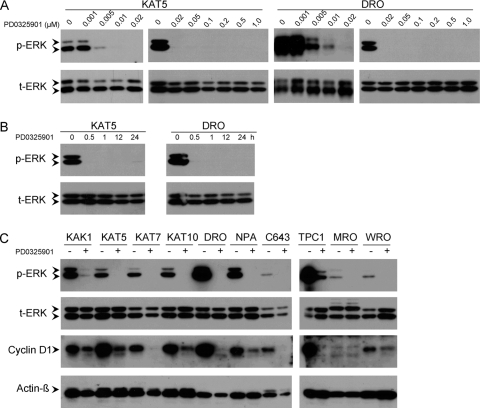 A KAT5 DRO
PD0325901 (µM) 0 0.001 0.005 0.01 0.02 0 0.02 0.05 0.1 0.2 0.5 1.0 0 0.001 0.005 0.01 0.02 0 0.02 0.05 0.1 0.2 0.5 1.0
p-ERK
t-ERK
B KAT5 DRO
PD0325901 0 0.5 1 12 24 0 0.5 1 12 24 h
p-ERK
t-ERK
C KAK1 KAT5 KAT7 KAT10 DRO NPA C643 TPC1 MRO WRO
PD0325901 - + - + - + - + - + - + - + - + - + - +
p-ERK
t-ERK
Cyclin D1
Actin-ß